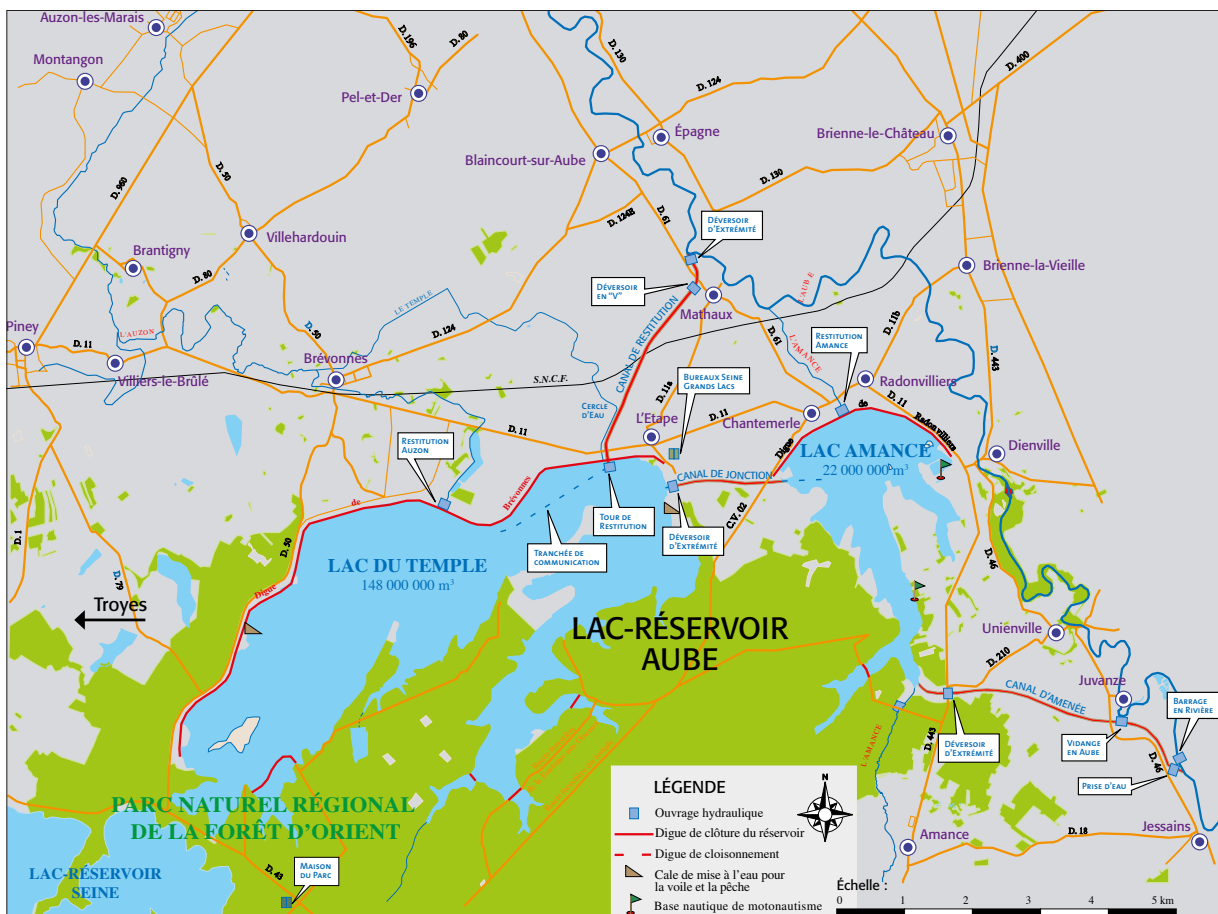 Auzon-les-Marais
Montangon
D. 196
D. 80
Pel-et-Der
D. 130
D. 124
D. 400
Épagne
Brienne-le-Château
Blaincourt-sur-Aube
D. 960
D. 50
D. 130
D. 61
D. 124E
Villehardouin
DÉVERSOIR
D'EXTRÉMITÉ
Brantigny
D. 80
Brienne-la-Vieille
DÉVERSOIR
EN "V"
L'AUBE
LE TEMPLE
Mathaux
L'AUZON
Piney
D. 11
D. 50
D. 124
CANAL DE RESTITUTION
D. 61
L'AMANCE
RESTITUTION
AMANCE
D. 11b
D. 443
Villiers-le-Brûlé
Brévonnes
S.N.C.F.
BUREAUX SEINE
GRANDS LACS
Radonvilliers
D. 11a
CERCLE
D'EAU
L'Etape
D. 11
Chantemerle
de
D. 11
Radonvilliers
RESTITUTION
AUZON
D. 11
Digue
LAC AMANCE
22 000 000 m³
Dienville
CANAL DE JONCTION
Brévonnes
de
C.V. 02
TOUR DE
RESTITUTION
DÉVERSOIR
D'EXTRÉMITÉ
D. 1
D. 50
TRANCHÉE DE
COMMUNICATION
LAC DU TEMPLE
148 000 000 m³
D. 79
Digue
D. 46
Troyes
LAC-RÉSERVOIR
AUBE
Unienville
D. 210
CANAL D'AMENÉE
Juvanze
BARRAGE
EN RIVIÈRE
L'AMANCE
D. 443
DÉVERSOIR
D'EXTRÉMITÉ
VIDANGE
EN AUBE
D. 46
PRISE D'EAU
PARC NATUREL RÉGIONAL
DE LA FORÊT D'ORIENT
LÉGENDE
N
Ouvrage hydraulique
Digue de clôture du réservoir
Digue de cloisonnement
Cale de mise à l'eau pour
la voile et la pêche
Base nautique de motonautisme
Amance
D. 18
Jessains
LAC-RÉSERVOIR
SEINE
D. 43
MAISON
DU PARC
Échelle :
0 1 2 3 4 5 km